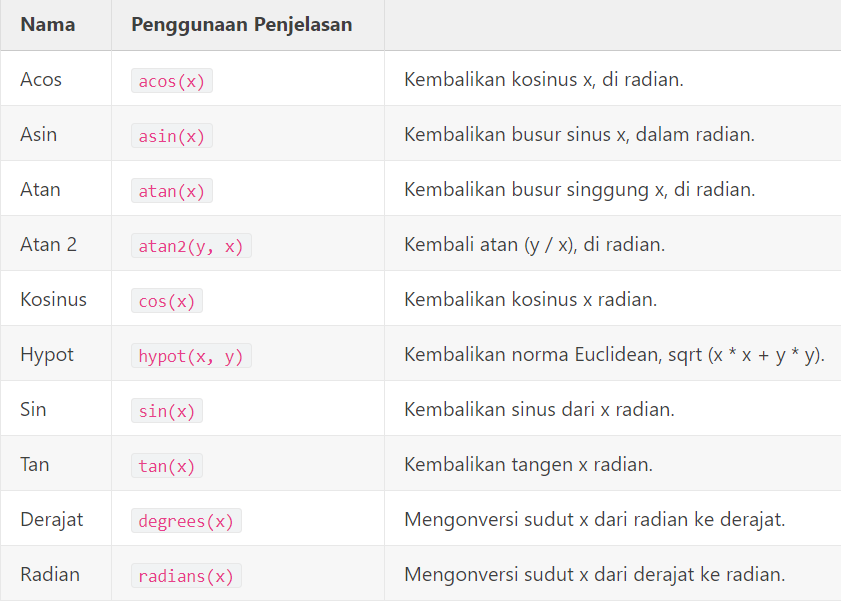 Nama Penggunaan Penjelasan
Acos acos(x) Kembalikan kosinus x, di radian.
Asin asin(x) Kembalikan busur sinus x, dalam radian.
Atan atan(x) Kembalikan busur singgung x, di radian.
Atan 2 atan2(y, x) Kembali atan (y / x), di radian.
Kosinus cos(x) Kembalikan kosinus x radian.
Hypot hypot(x, y) Kembalikan norma Euclidean, sqrt (x * x + y * y).
Sin sin(x) Kembalikan sinus dari x radian.
Tan tan(x) Kembalikan tangen x radian.
Derajat degrees(x) Mengonversi sudut x dari radian ke derajat.
Radian radians(x) Mengonversi sudut x dari derajat ke radian.